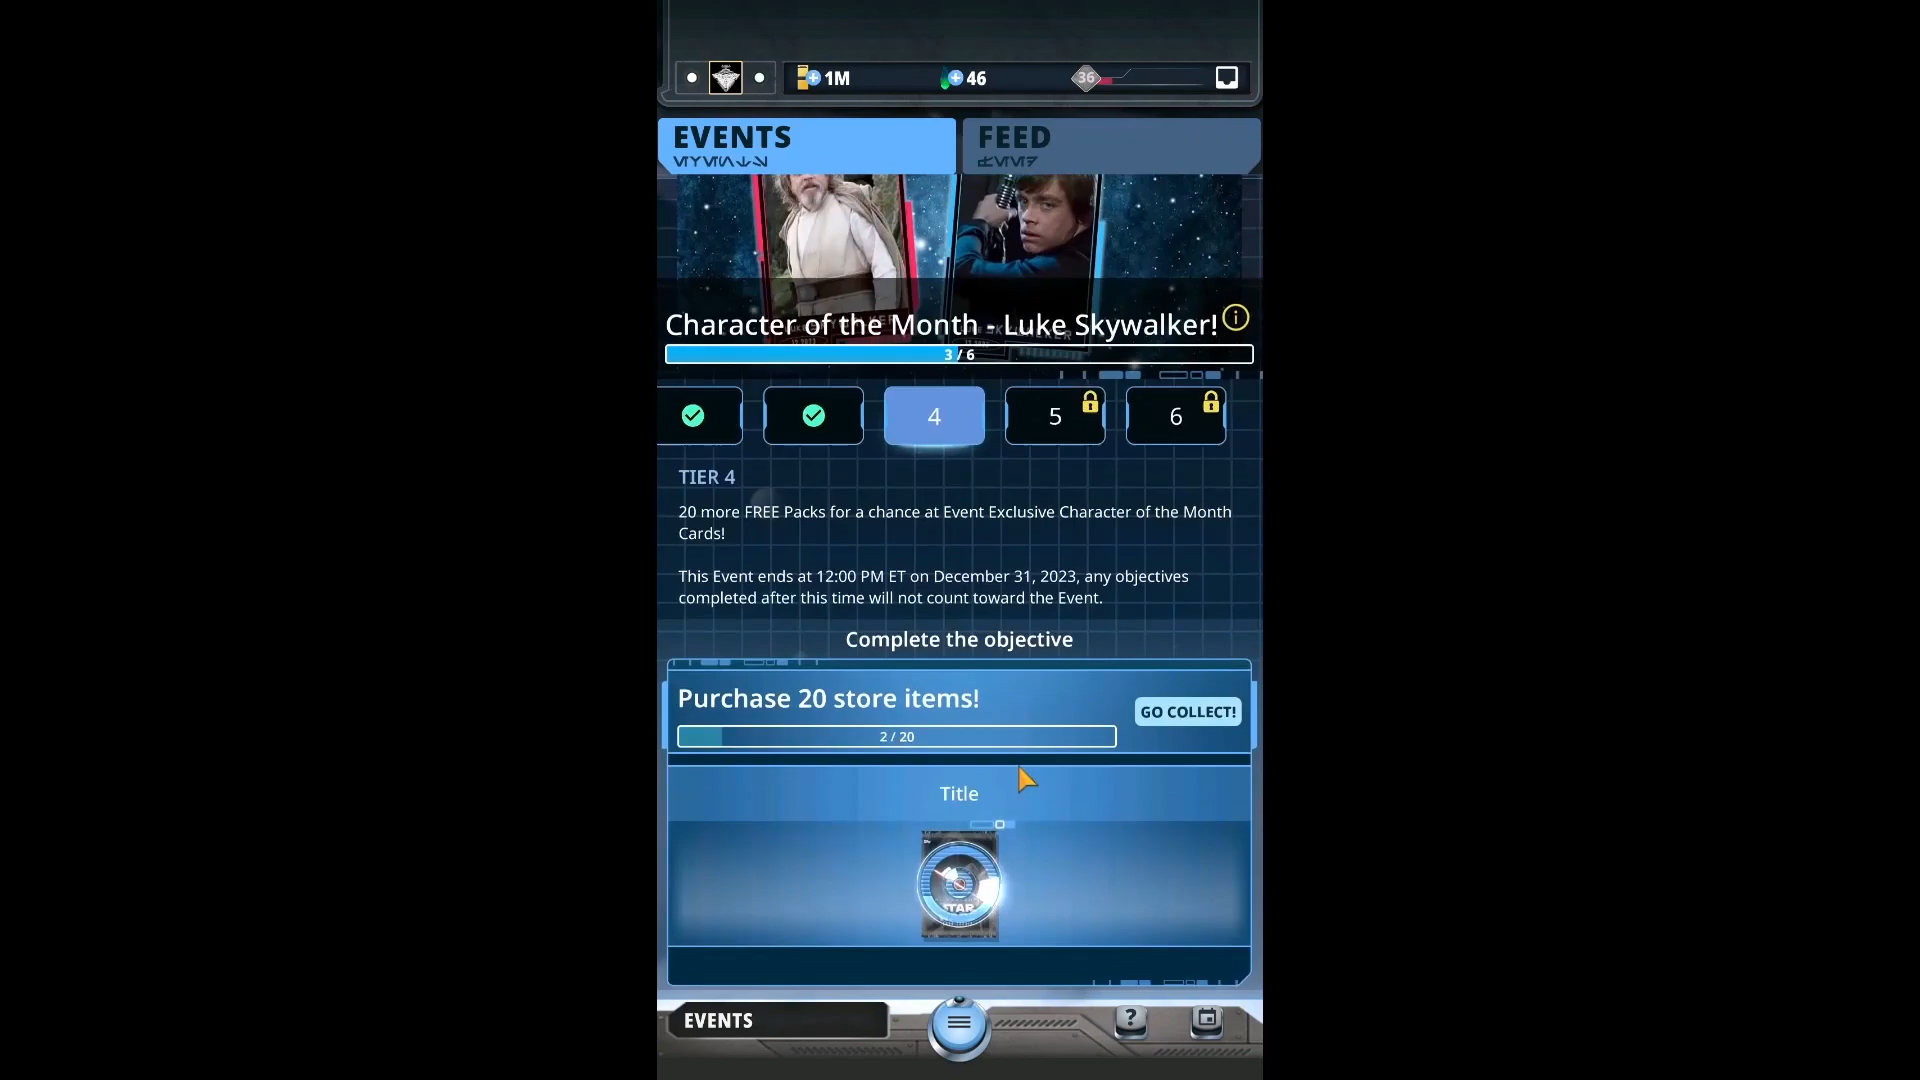 1M
46
36
EVENTS
FEED
Character of the Month - Luke Skywalker!
3 / 6
4
5
6
TIER 4
20 more FREE Packs for a chance at Event Exclusive Character of the Month
Cards!
This Event ends at 12:00 PM ET on December 31, 2023, any objectives
completed after this time will not count toward the Event.
Complete the objective
Purchase 20 store items!
GO COLLECT!
2 / 20
Title
STAR
EVENTS
?